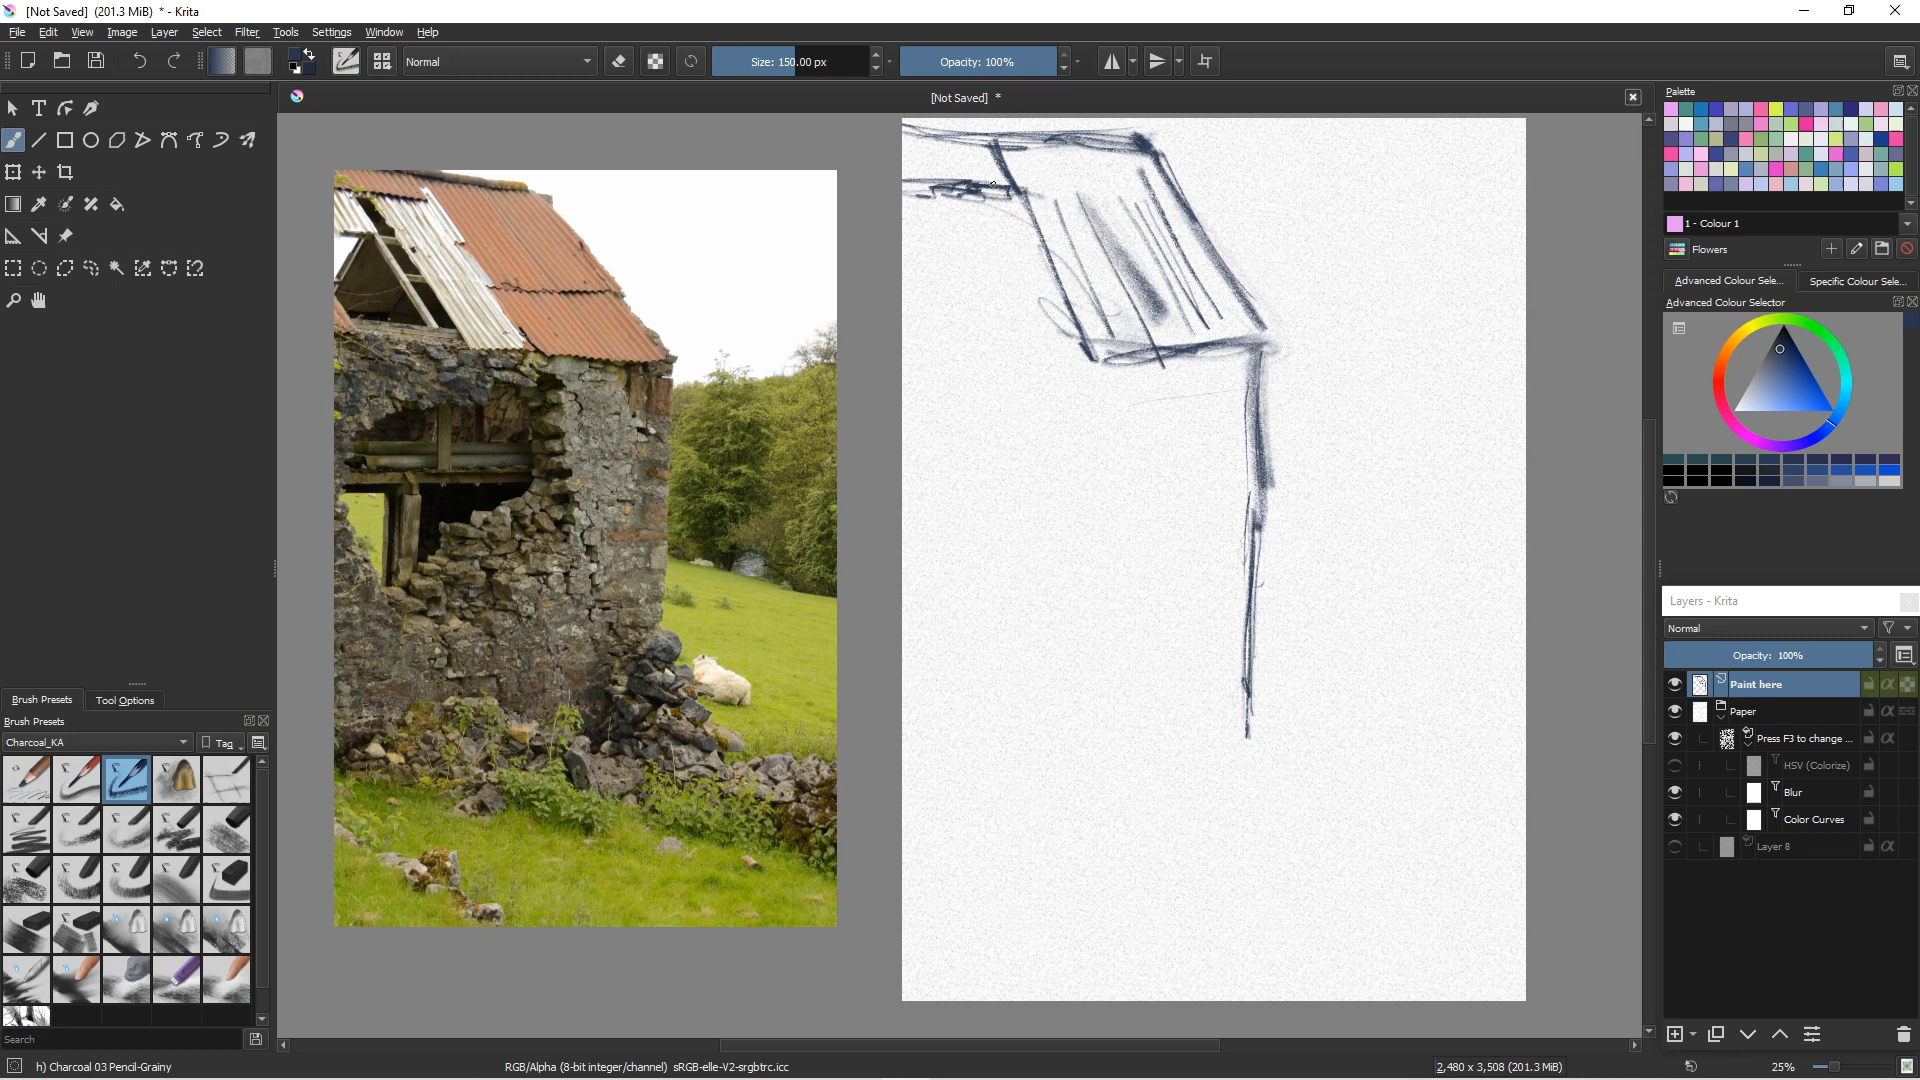 [Not Saved]  (201.3 MiB)  * - Krita
File Edit View Image Layer Select Filter Tools Settings Window Help
Normal
Size: 150.00 px
Opacity: 100%
[Not Saved]  *
Palette
1 - Colour 1
Flowers
Advanced Colour Sele...
Specific Colour Sele...
Advanced Colour Selector
Layers - Krita
Normal
Opacity:  100%
Paint here
Paper
Press F3 to change ...
HSV (Colorize)
Blur
Color Curves
Layer 8
Brush Presets
Tool Options
Brush Presets
Charcoal_KA
Tag
Search
h) Charcoal 03 Pencil-Grainy
RGB/Alpha (8-bit integer/channel)  sRGB-elle-V2-srgbtrc.icc
2,480 x 3,508 (201.3 MiB)
25%